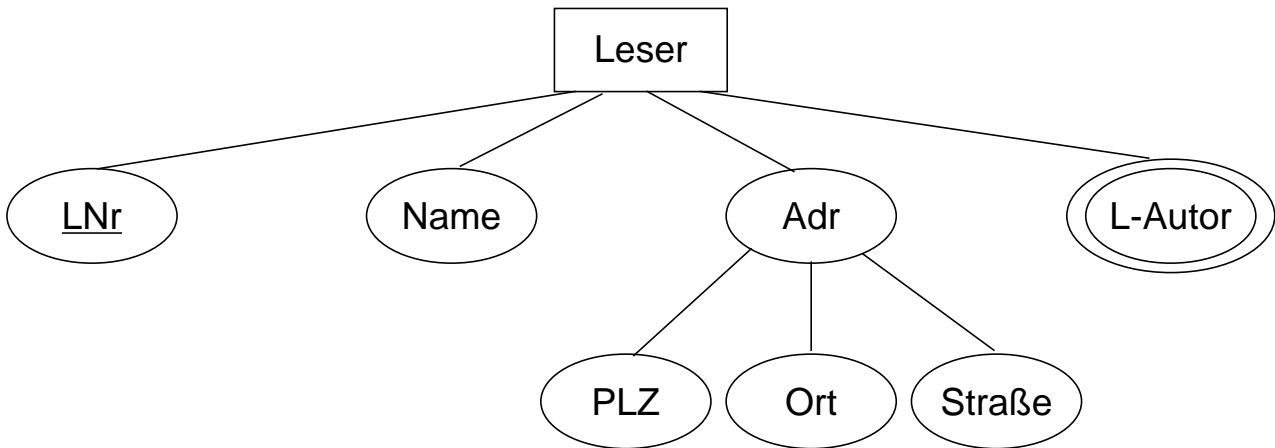 Leser
LNr
Name
Adr
L-Autor
PLZ
Ort
Straße